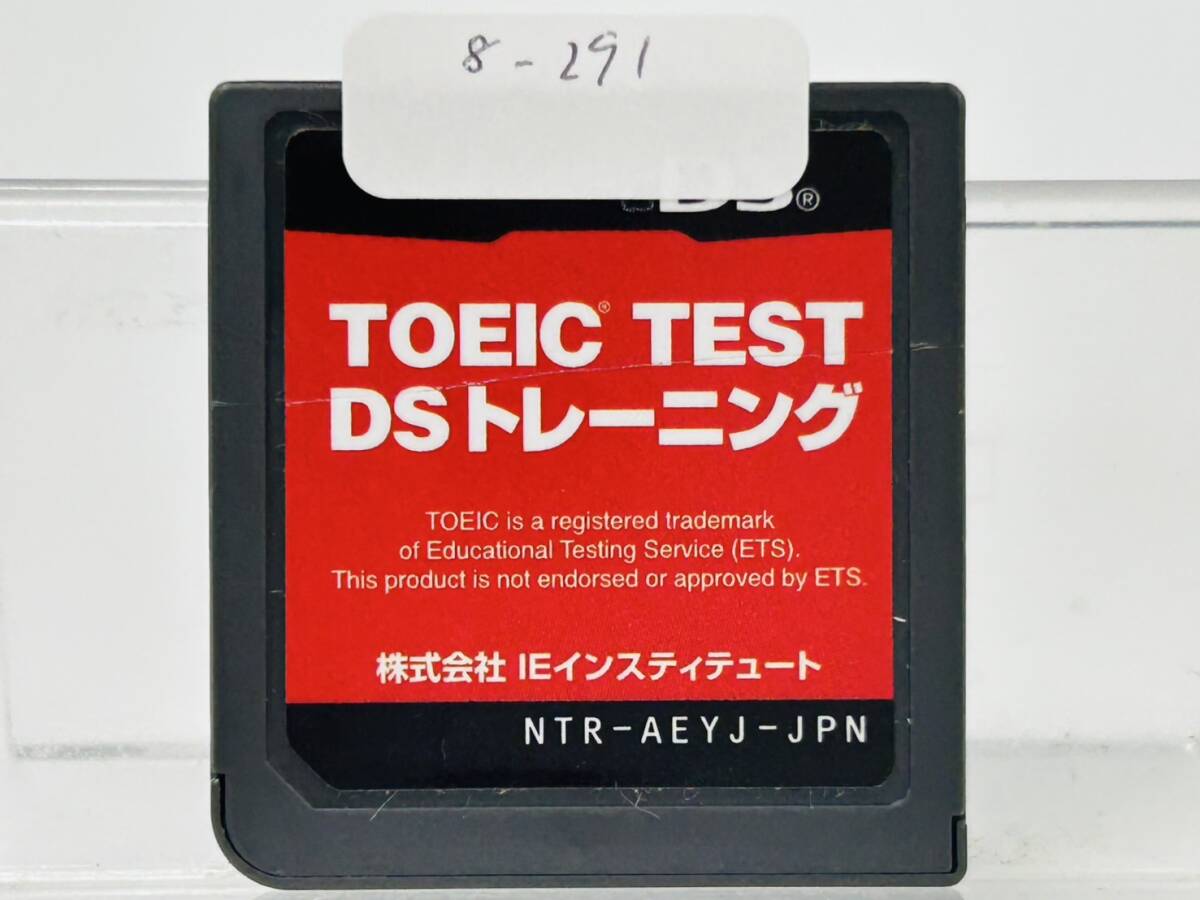 8-291
DS®
TOEIC® TEST
DSトレーニング
TOEIC is a registered trademark
of Educational Testing Service (ETS).
This product is not endorsed or approved by ETS.
株式会社 IEインスティテュート
NTR-AEYJ-JPN